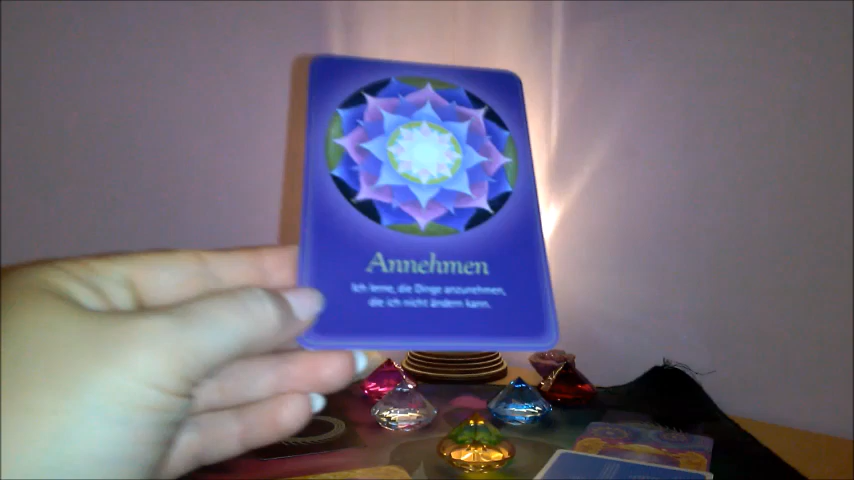 Annehmen
Ich lerne, die Dinge anzunehmen,
die ich nicht ändern kann.